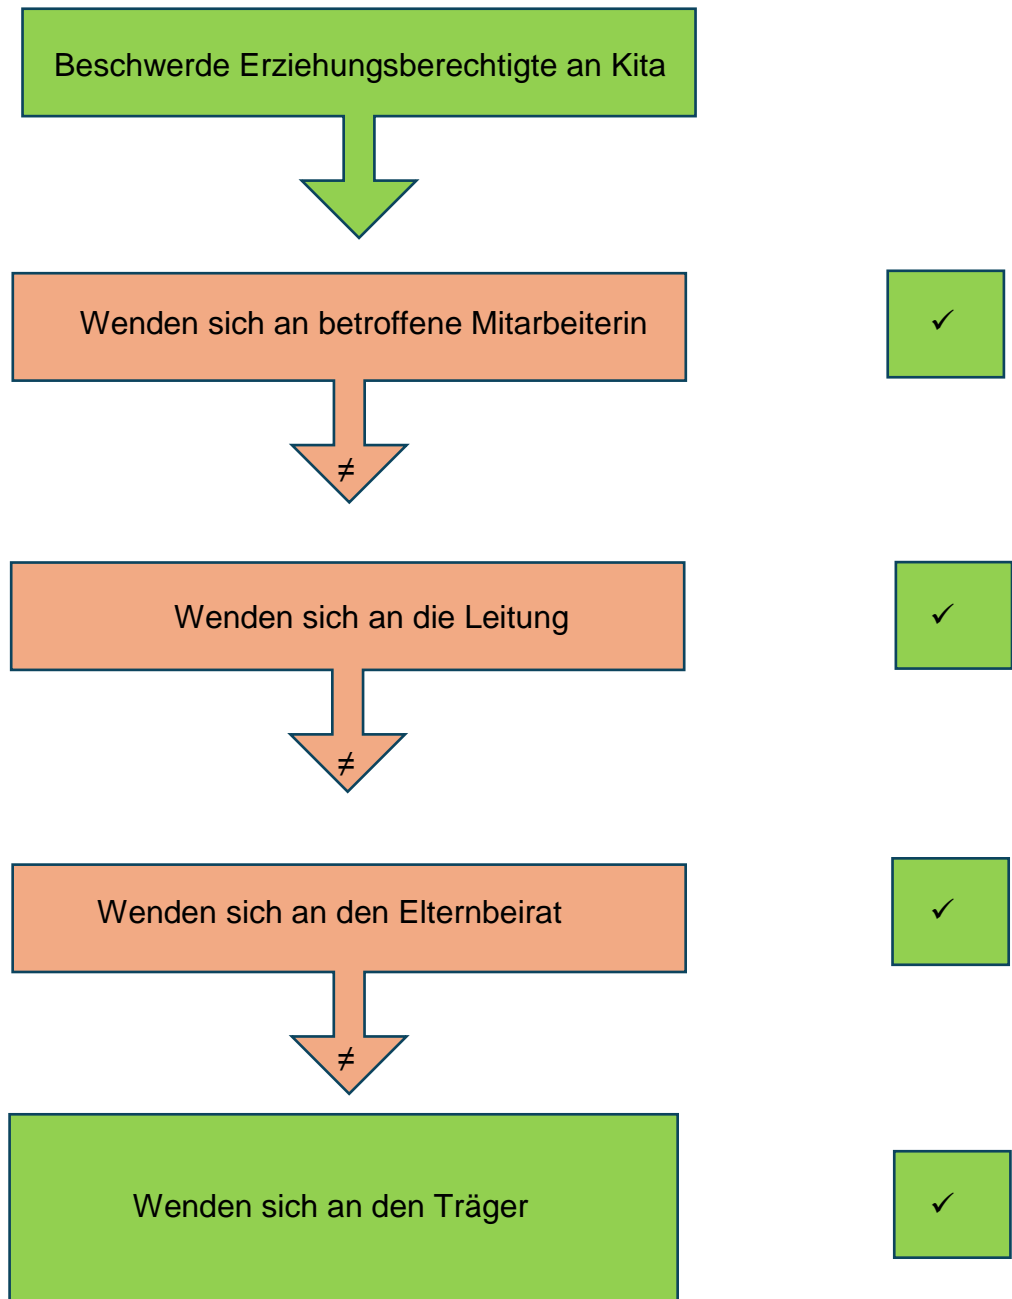 Beschwerde Erziehungsberechtigte an Kita
Wenden sich an betroffene Mitarbeiterin
✓
≠
Wenden sich an die Leitung
✓
≠
Wenden sich an den Elternbeirat
✓
≠
Wenden sich an den Träger
✓